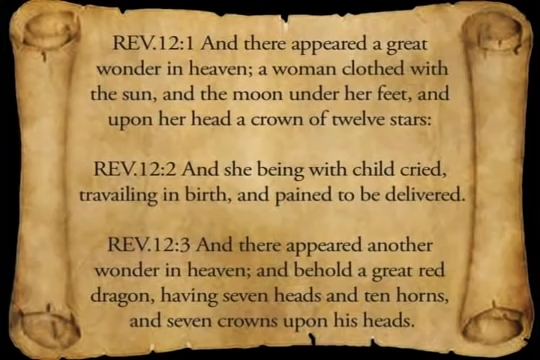 REV.12:1 And there appeared a great
wonder in heaven; a woman clothed with
the sun, and the moon under her feet, and
upon her head a crown of twelve stars:
REV.12:2 And she being with child cried,
travailing in birth, and pained to be delivered.
REV.12:3 And there appeared another
wonder in heaven; and behold a great red
dragon, having seven heads and ten horns,
and seven crowns upon his heads.